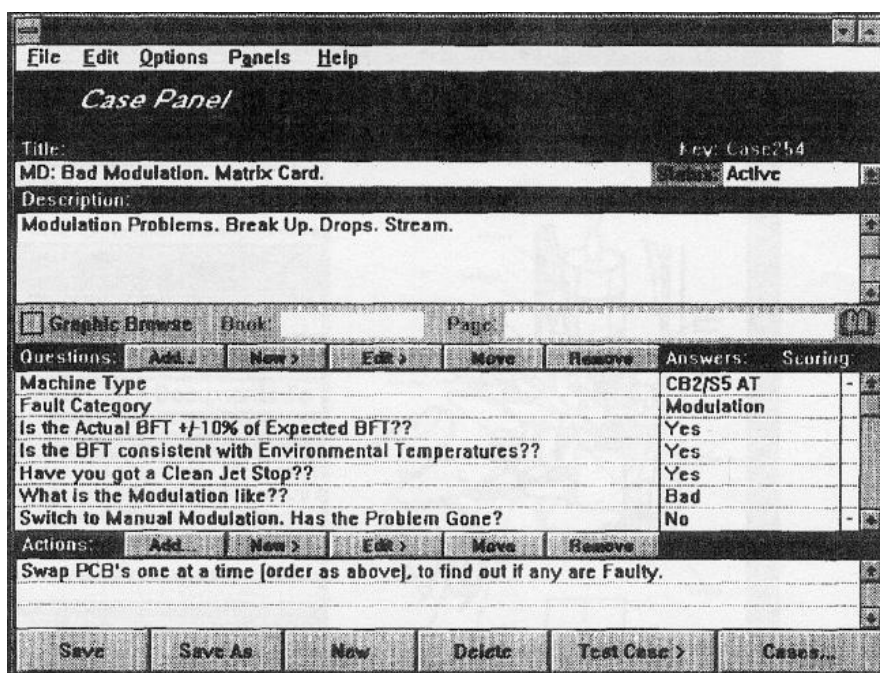 File Edit Options Panels Help
Case Panel
Title: Key: Case254
MD: Bad Modulation. Matrix Card. Status: Active
Description:
Modulation Problems. Break Up. Drops. Stream.
Graphic Browse Book: Page:
Questions: Add... New > Edit > Move Remove Answers: Scoring:
Machine Type CB2/S5 AT -
Fault Category Modulation
Is the Actual BFT +/-10% of Expected BFT?? Yes
Is the BFT consistent with Environmental Temperatures?? Yes
Have you got a Clean Jet Stop?? Yes
What is the Modulation like?? Bad
Switch to Manual Modulation. Has the Problem Gone? No -
Actions: Add... New > Edit > Move Remove
Swap PCB's one at a time [order as above], to find out if any are Faulty.
Save Save As New Delete Test Case > Cases...